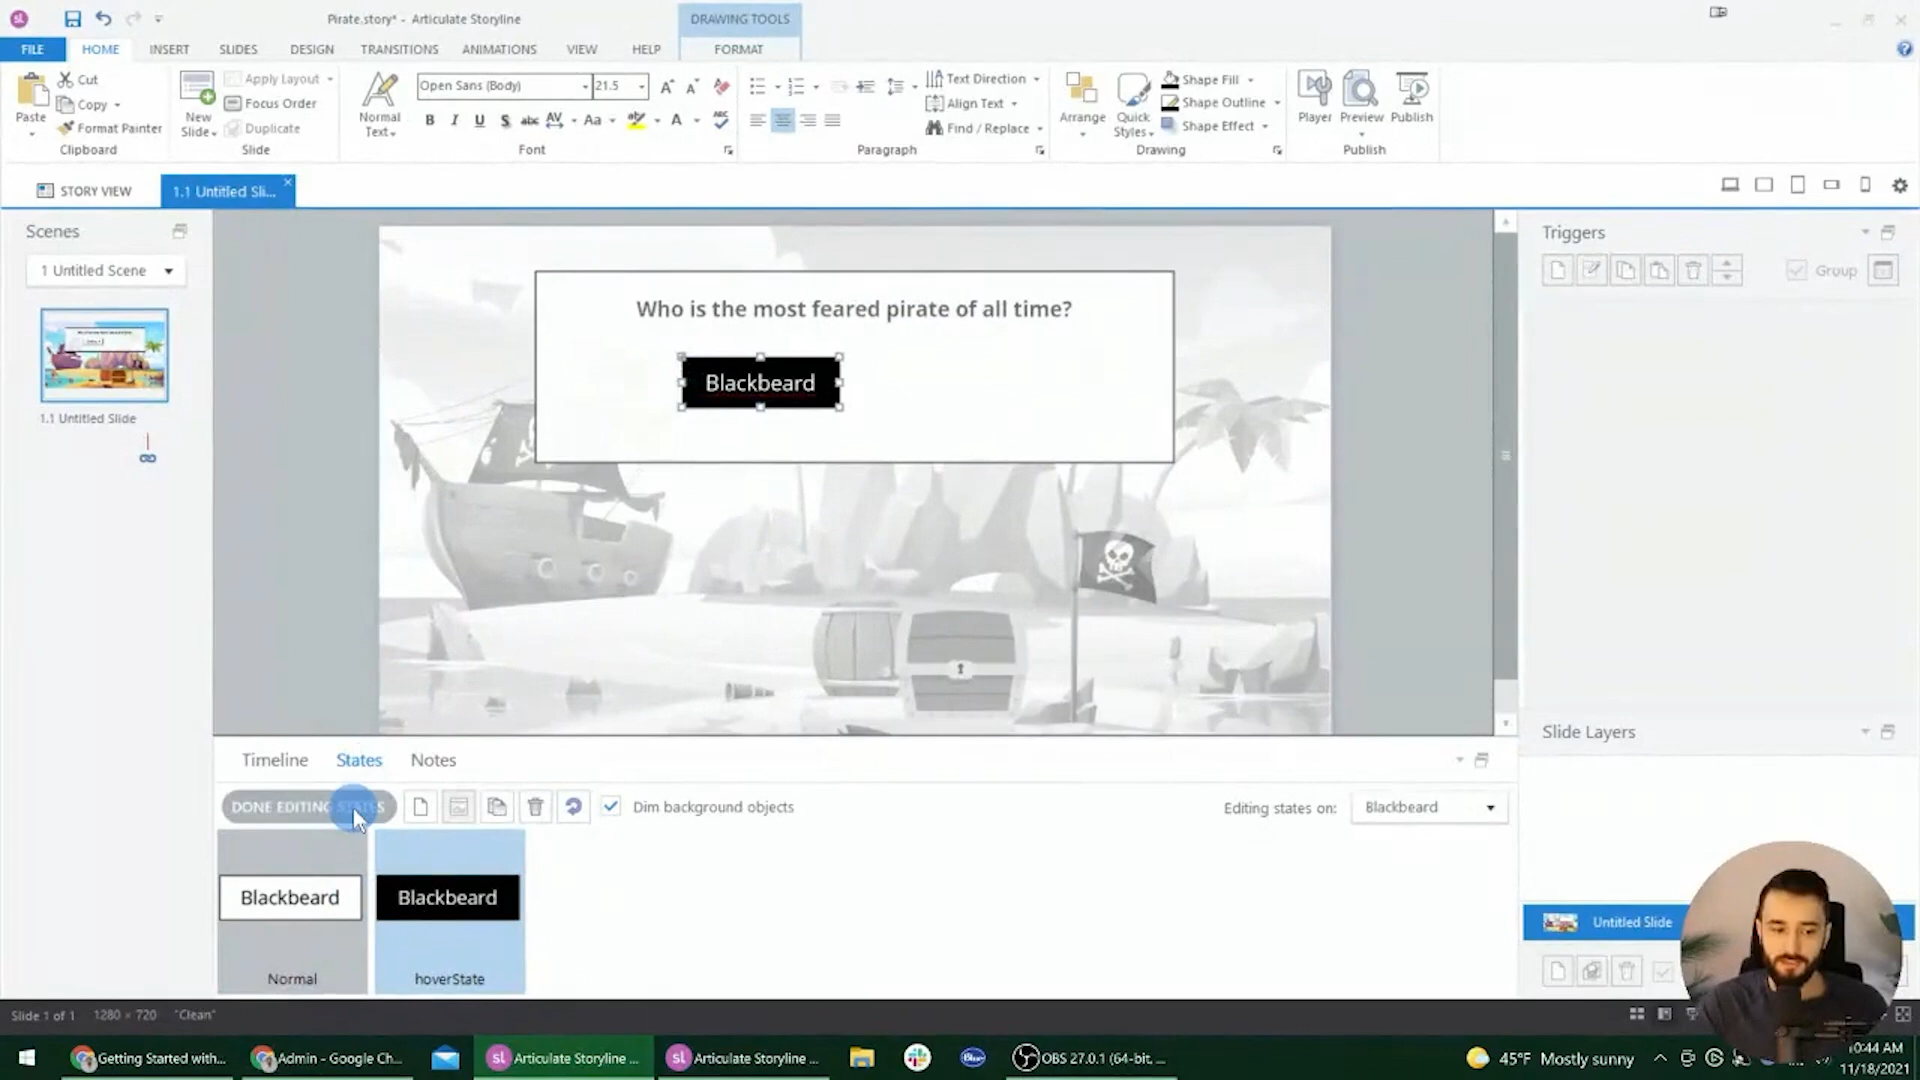 Pirate.story* - Articulate Storyline
DRAWING TOOLS
FILE HOME INSERT SLIDES DESIGN TRANSITIONS ANIMATIONS VIEW HELP FORMAT
Paste
Cut
Copy
Format Painter
Clipboard
New Slide
Apply Layout
Focus Order
Duplicate
Slide
Normal Text
Open Sans (Body) 21.5
Font
Text Direction
Align Text
Find / Replace
Paragraph
Arrange
Quick Styles
Shape Fill
Shape Outline
Shape Effect
Drawing
Player Preview Publish
Publish
STORY VIEW 1.1 Untitled Sli...
Scenes
1 Untitled Scene
1.1 Untitled Slide
Who is the most feared pirate of all time?
Blackbeard
Triggers
Group
Slide Layers
Untitled Slide
Timeline States Notes
DONE EDITING STATES
Dim background objects
Editing states on: Blackbeard
Blackbeard Blackbeard
Normal hoverState
Slide 1 of 1 1280 × 720 "Clean"
Getting Started with... Admin - Google Ch... Articulate Storyline ... Articulate Storyline ... Blue OBS 27.0.1 (64-bit, ... 45°F Mostly sunny
10:44 AM
11/18/2021